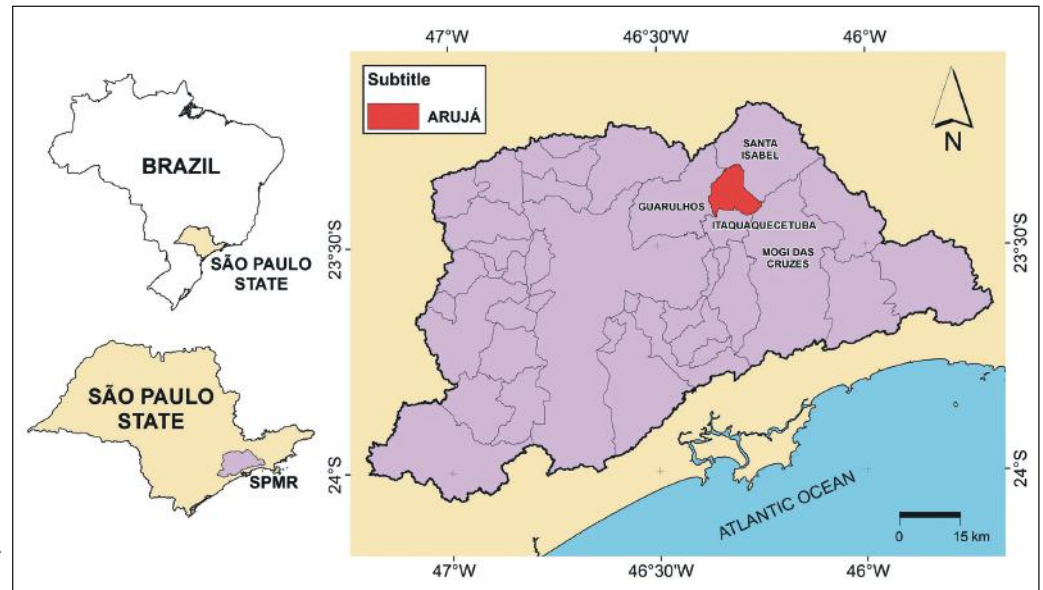 BRAZIL
SÃO PAULO
STATE
SÃO PAULO
STATE
SPMR
47°W
46°30'W
46°W
Subtitle
ARUJÁ
N
SANTA
ISABEL
GUARULHOS
ITAQUAQUECETUBA
MOGI DAS
CRUZES
23°30'S
23°30'S
24°S
24°S
ATLANTIC OCEAN
0 15 km
47°W
46°30'W
46°W